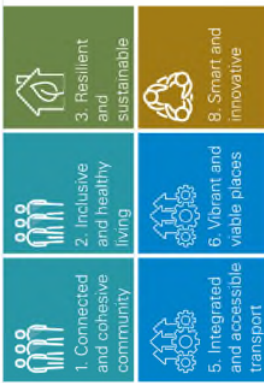 1. Connected
and cohesive
community
2. Inclusive
and healthy
living
3. Resilient
and
sustainable
5. Integrated
and accessible
transport
6. Vibrant and
viable places
8. Smart and
innovative